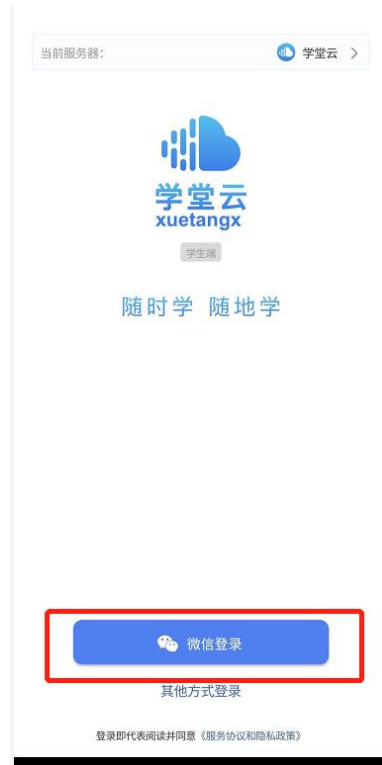 当前服务器: 学堂云 >
学堂云
xuetangx
学生端
随时学 随地学
微信登录
其他方式登录
登录即代表阅读并同意《服务协议和隐私政策》